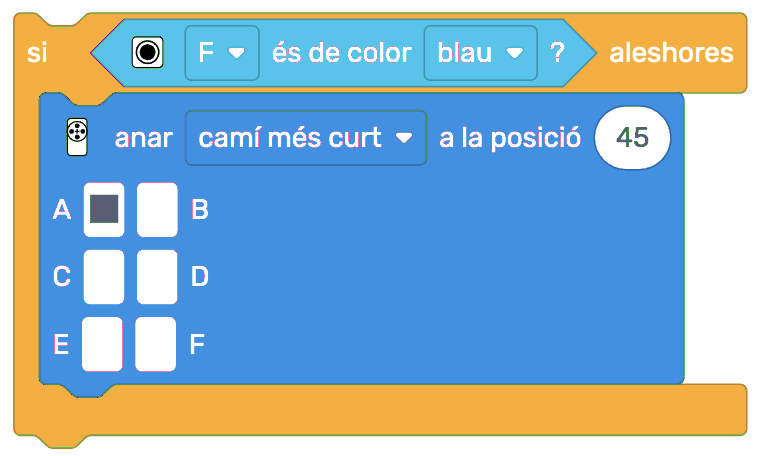 si F és de color blau ? aleshores
anar camí més curt a la posició 45
A B
C D
E F